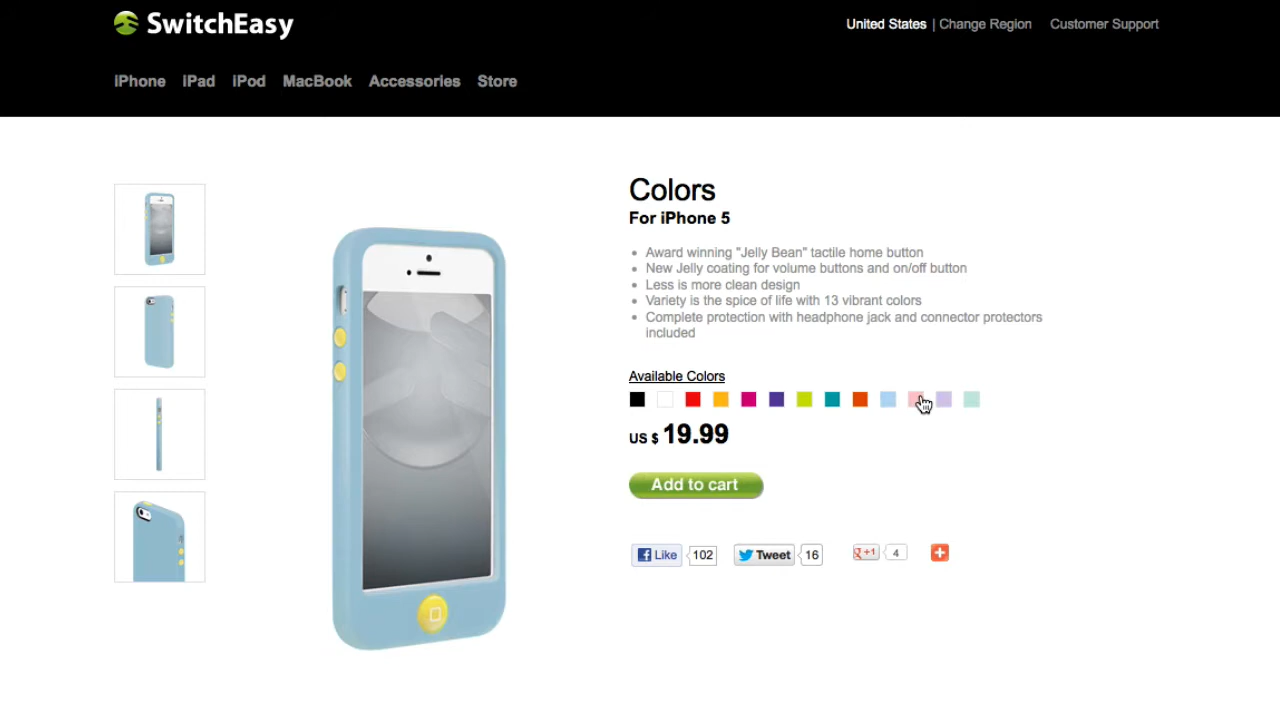 SwitchEasy
United States | Change Region Customer Support
iPhone iPad iPod MacBook Accessories Store
Colors
For iPhone 5
• Award winning "Jelly Bean" tactile home button
• New Jelly coating for volume buttons and on/off button
• Less is more clean design
• Variety is the spice of life with 13 vibrant colors
• Complete protection with headphone jack and connector protectors
included
Available Colors
US $ 19.99
Add to cart
Like 102 Tweet 16 g+1 4